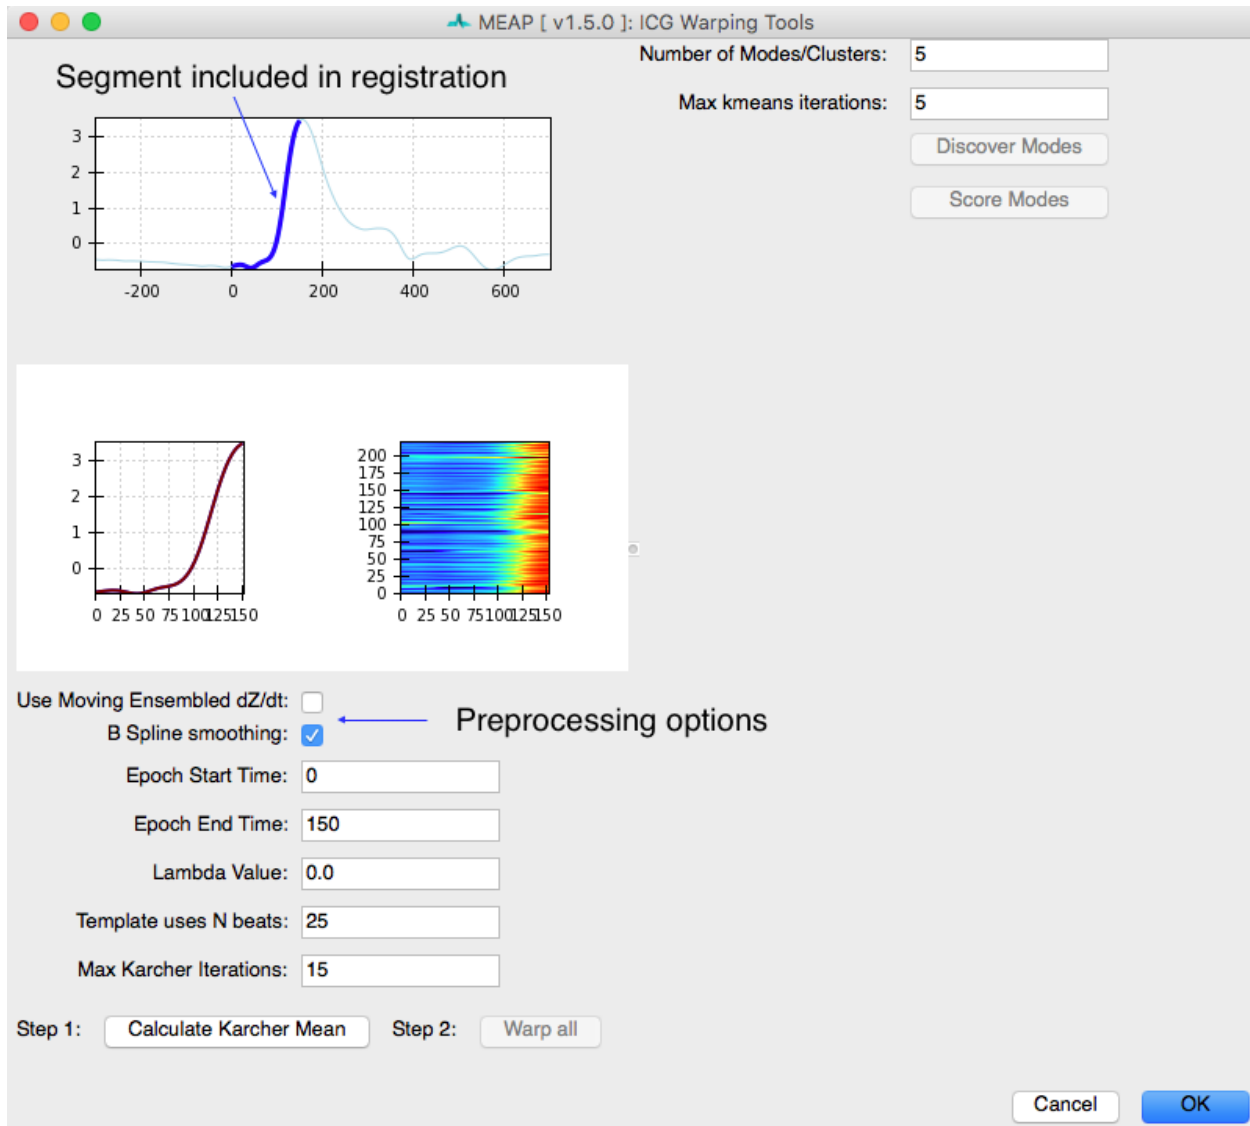 MEAP [ v1.5.0 ]: ICG Warping Tools
Segment included in registration
3
2
1
0
-200 0 200 400 600
Number of Modes/Clusters: 5
Max kmeans iterations: 5
Discover Modes
Score Modes
3
2
1
0
0 25 50 75 100 125 150
200
175
150
125
100
75
50
25
0
0 25 50 75 100 125 150
Use Moving Ensembled dZ/dt:
B Spline smoothing:
Preprocessing options
Epoch Start Time: 0
Epoch End Time: 150
Lambda Value: 0.0
Template uses N beats: 25
Max Karcher Iterations: 15
Step 1: Calculate Karcher Mean Step 2: Warp all
Cancel OK